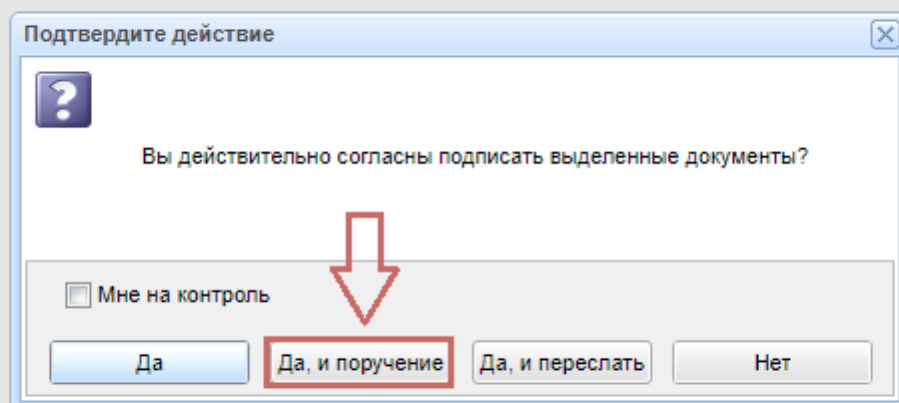 Подтвердите действие
Вы действительно согласны подписать выделенные документы?
Мне на контроль
Да
Да, и поручение
Да, и переслать
Нет